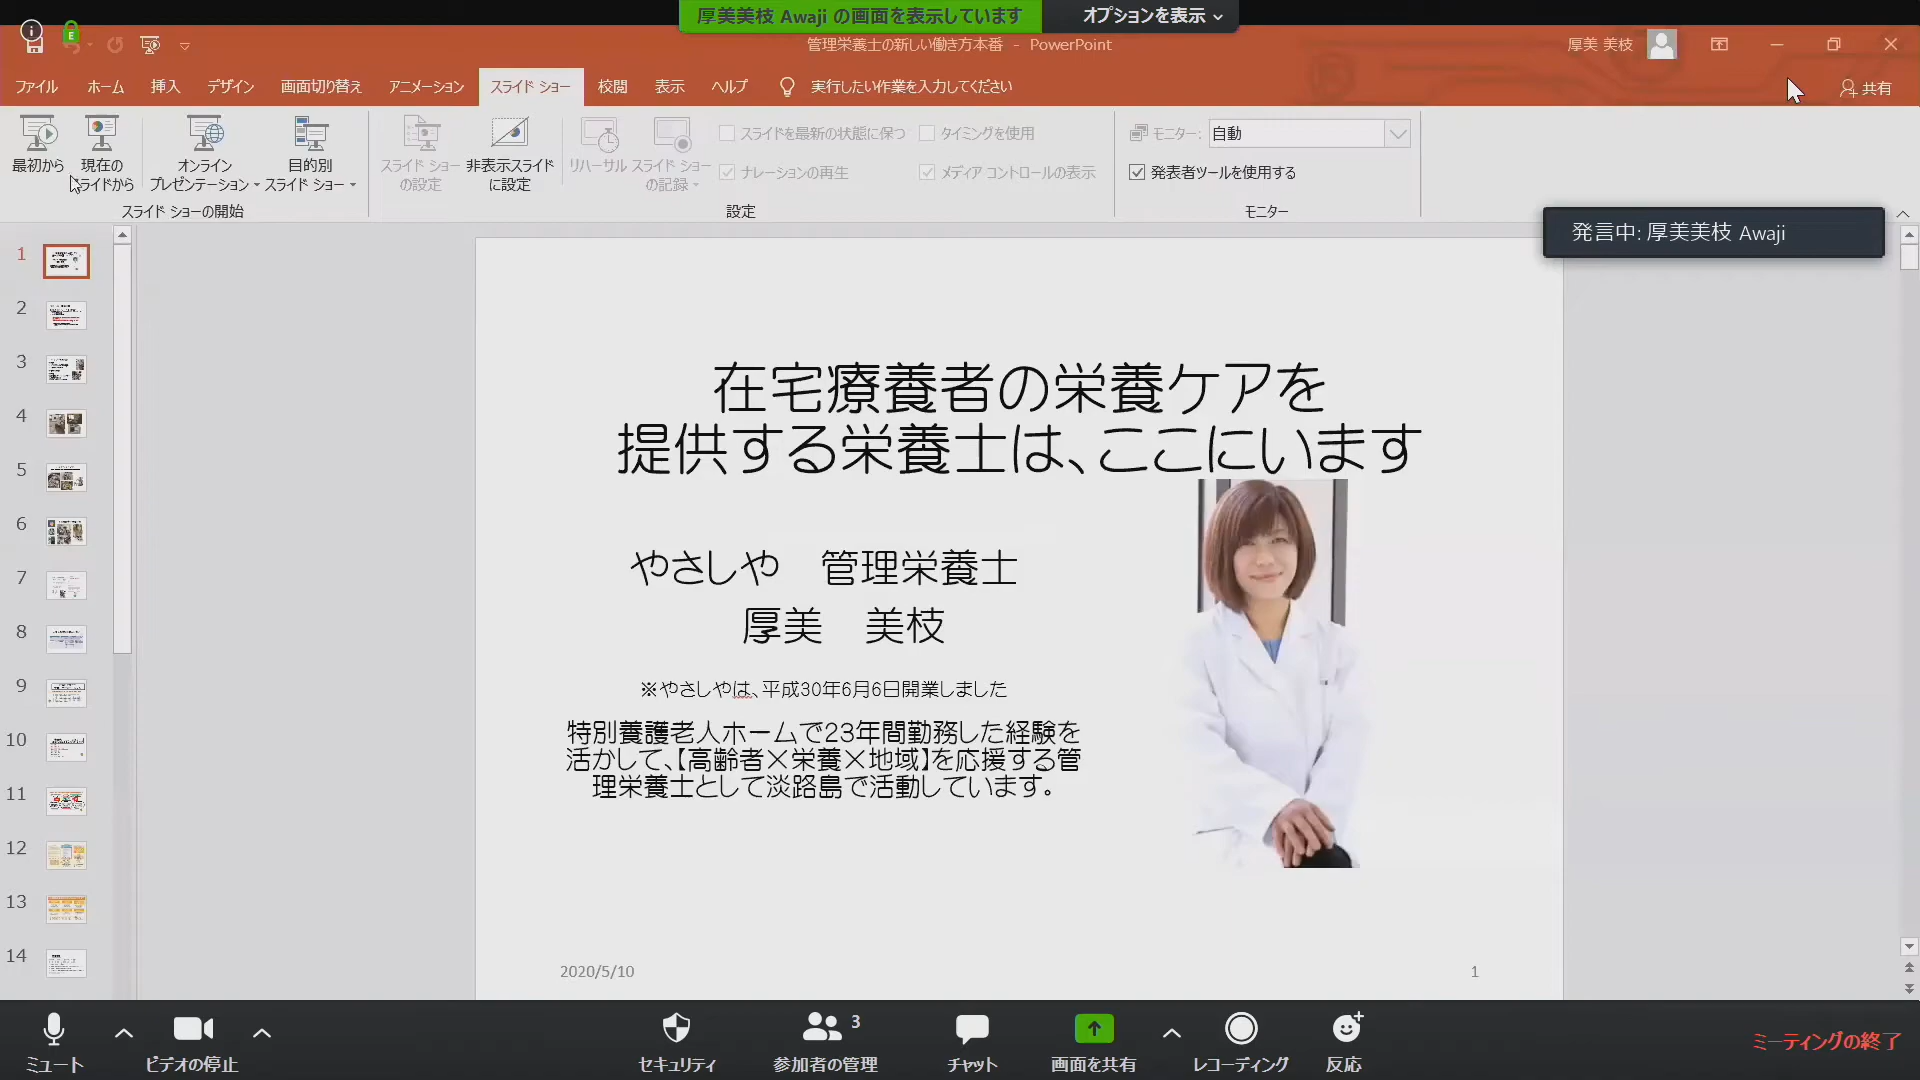 厚美美枝 Awaji の画面を表示しています
オプションを表示
管理栄養士の新しい働き方本番 - PowerPoint
厚美 美枝
ファイル ホーム 挿入 デザイン 画面切り替え アニメーション スライド ショー 校閲 表示 ヘルプ 実行したい作業を入力してください
共有
最初から
現在の
スライドから
オンライン
プレゼンテーション
目的別
スライド ショー
スライド ショーの開始
スライド ショー
の設定
非表示スライド
に設定
リハーサル
スライド ショー
の記録
スライドを最新の状態に保つ
タイミングを使用
ナレーションの再生
メディア コントロールの表示
設定
モニター: 自動
発表者ツールを使用する
モニター
発言中: 厚美美枝 Awaji
1
2
3
4
5
6
7
8
9
10
11
12
13
14
在宅療養者の栄養ケアを
提供する栄養士は、ここにいます
やさしや 管理栄養士
厚美 美枝
※やさしやは、平成30年6月6日開業しました
特別養護老人ホームで23年間勤務した経験を
活かして、【高齢者×栄養×地域】を応援する管
理栄養士として淡路島で活動しています。
2020/5/10
1
ミュート
ビデオの停止
セキュリティ
参加者の管理
3
チャット
画面を共有
レコーディング
反応
ミーティングの終了